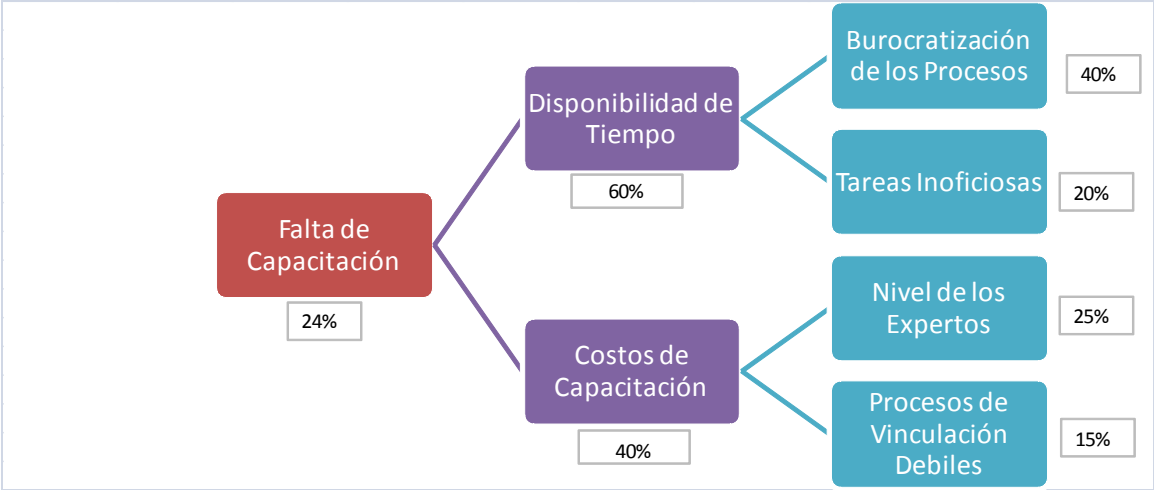 Burocratización
de los Procesos
40%
Disponibilidad de
Tiempo
60%
Tareas Inoficiosas
20%
Falta de
Capacitación
24%
Nivel de los
Expertos
25%
Costos de
Capacitación
40%
Procesos de
Vinculación
Debiles
15%